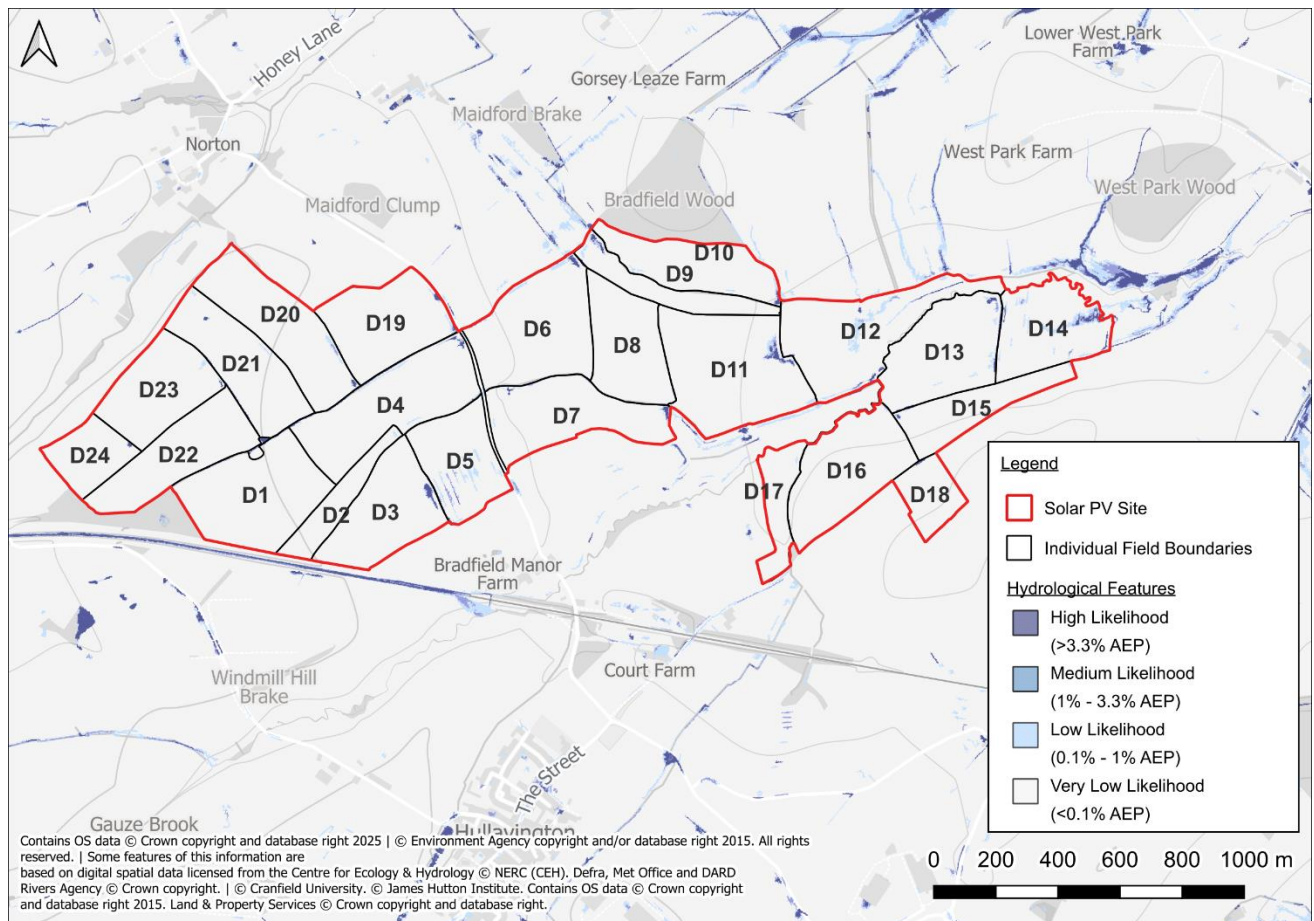 Honey Lane
Norton
Maidford Clump
Maidford Brake
Gorsey Leaze Farm
Bradfield Wood
Lower West Park
Farm
West Park Farm
West Park Wood
D10
D9
D20
D19
D6
D8
D12
D14
D21
D11
D13
D23
D4
D7
D15
D24
D22
D5
D16
D1
D17
D18
D2
D3
Bradfield Manor
Farm
Court Farm
Windmill Hill
Brake
The Street
Gauze Brook
Hullavington
Legend
Solar PV Site
Individual Field Boundaries
Hydrological Features
High Likelihood
(>3.3% AEP)
Medium Likelihood
(1% - 3.3% AEP)
Low Likelihood
(0.1% - 1% AEP)
Very Low Likelihood
(<0.1% AEP)
Contains OS data © Crown copyright and database right 2025 | © Environment Agency copyright and/or database right 2015. All rights
reserved. | Some features of this information are
based on digital spatial data licensed from the Centre for Ecology & Hydrology © NERC (CEH). Defra, Met Office and DARD
Rivers Agency © Crown copyright. | © Cranfield University. © James Hutton Institute. Contains OS data © Crown copyright
and database right 2015. Land & Property Services © Crown copyright and database right.
0 200 400 600 800 1000 m